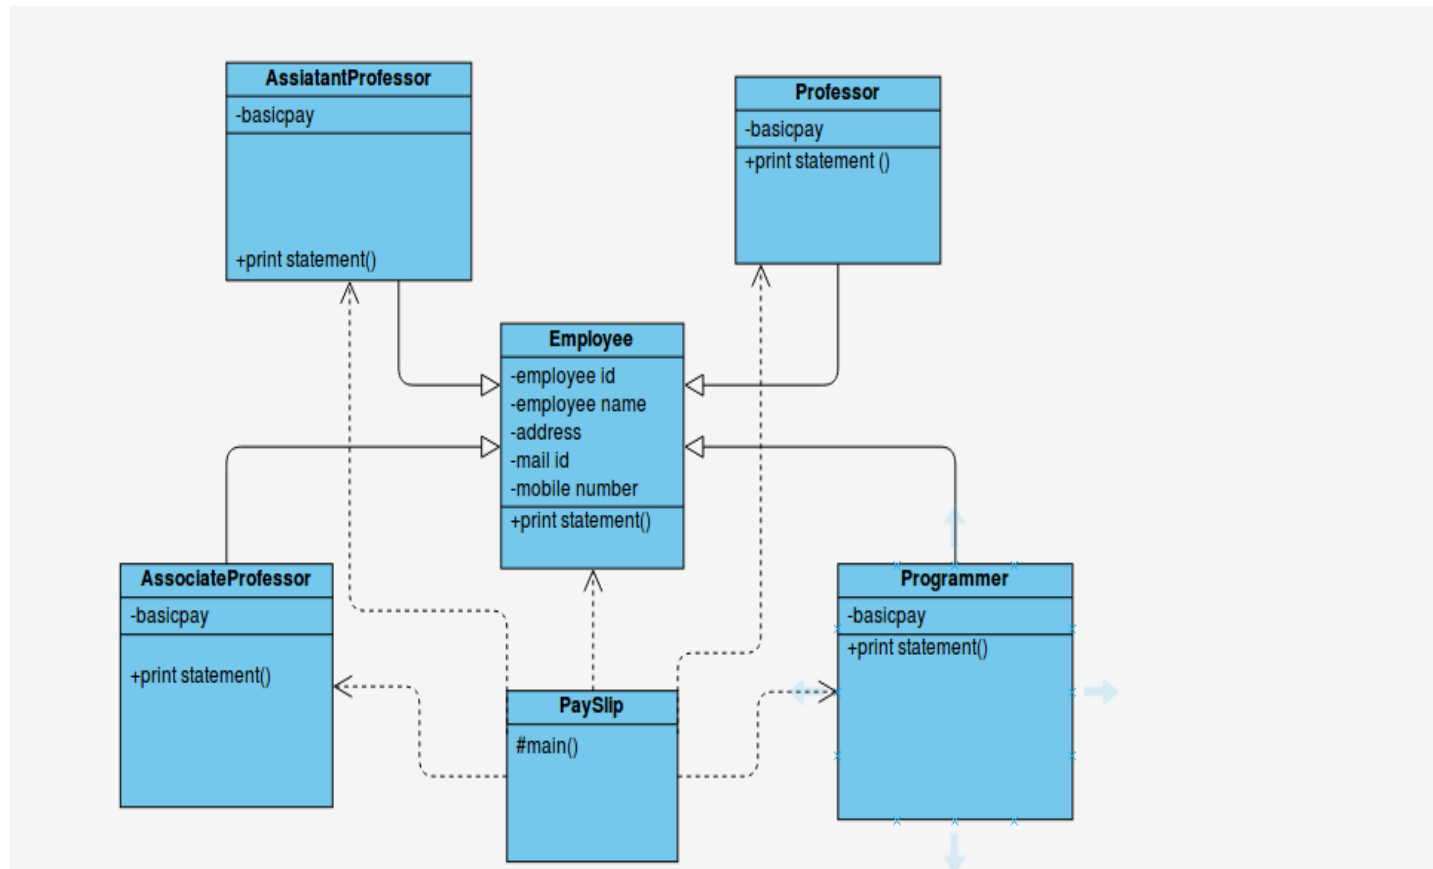 AssiatantProfessor
-basicpay
+print statement()
Professor
-basicpay
+print statement ()
Employee
-employee id
-employee name
-address
-mail id
-mobile number
+print statement()
AssociateProfessor
-basicpay
+print statement()
PaySlip
#main()
Programmer
-basicpay
+print statement()